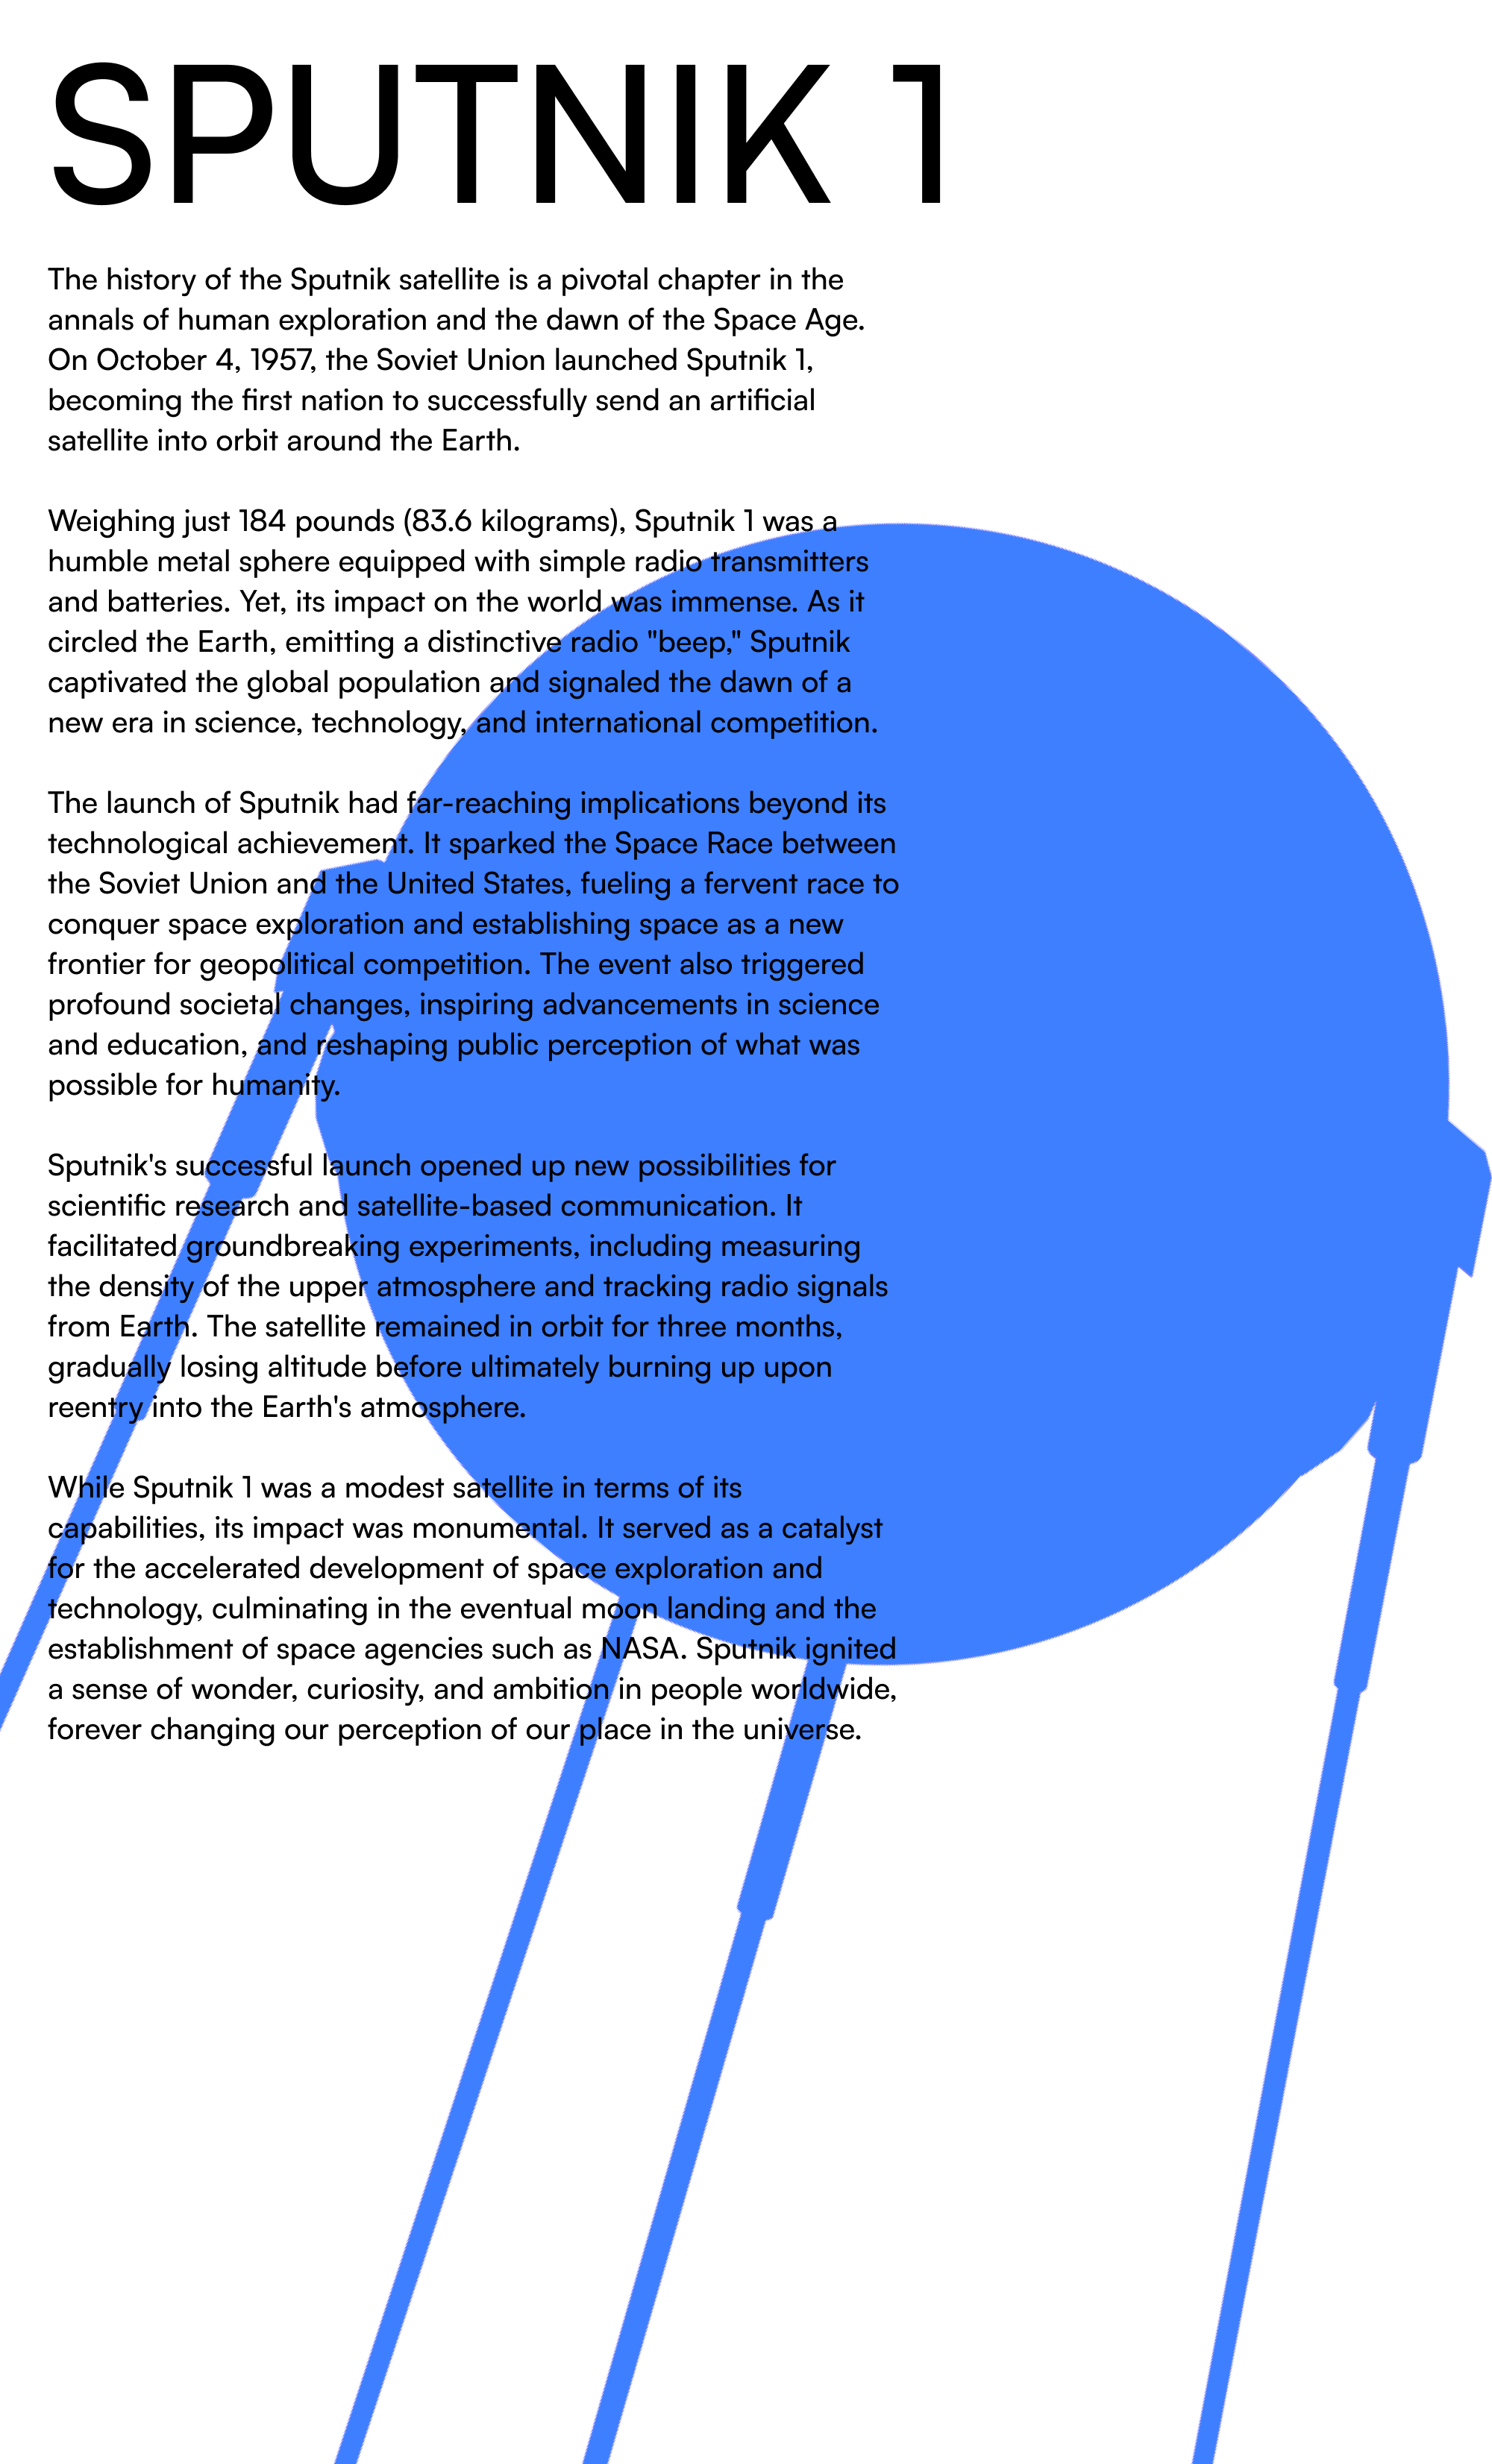 SPUTNIK 1
The history of the Sputnik satellite is a pivotal chapter in the
annals of human exploration and the dawn of the Space Age.
On October 4, 1957, the Soviet Union launched Sputnik 1,
becoming the first nation to successfully send an artificial
satellite into orbit around the Earth.
Weighing just 184 pounds (83.6 kilograms), Sputnik 1 was a
humble metal sphere equipped with simple radio transmitters
and batteries. Yet, its impact on the world was immense. As it
circled the Earth, emitting a distinctive radio "beep," Sputnik
captivated the global population and signaled the dawn of a
new era in science, technology, and international competition.
The launch of Sputnik had far-reaching implications beyond its
technological achievement. It sparked the Space Race between
the Soviet Union and the United States, fueling a fervent race to
conquer space exploration and establishing space as a new
frontier for geopolitical competition. The event also triggered
profound societal changes, inspiring advancements in science
and education, and reshaping public perception of what was
possible for humanity.
Sputnik's successful launch opened up new possibilities for
scientific research and satellite-based communication. It
facilitated groundbreaking experiments, including measuring
the density of the upper atmosphere and tracking radio signals
from Earth. The satellite remained in orbit for three months,
gradually losing altitude before ultimately burning up upon
reentry into the Earth's atmosphere.
While Sputnik 1 was a modest satellite in terms of its
capabilities, its impact was monumental. It served as a catalyst
for the accelerated development of space exploration and
technology, culminating in the eventual moon landing and the
establishment of space agencies such as NASA. Sputnik ignited
a sense of wonder, curiosity, and ambition in people worldwide,
forever changing our perception of our place in the universe.